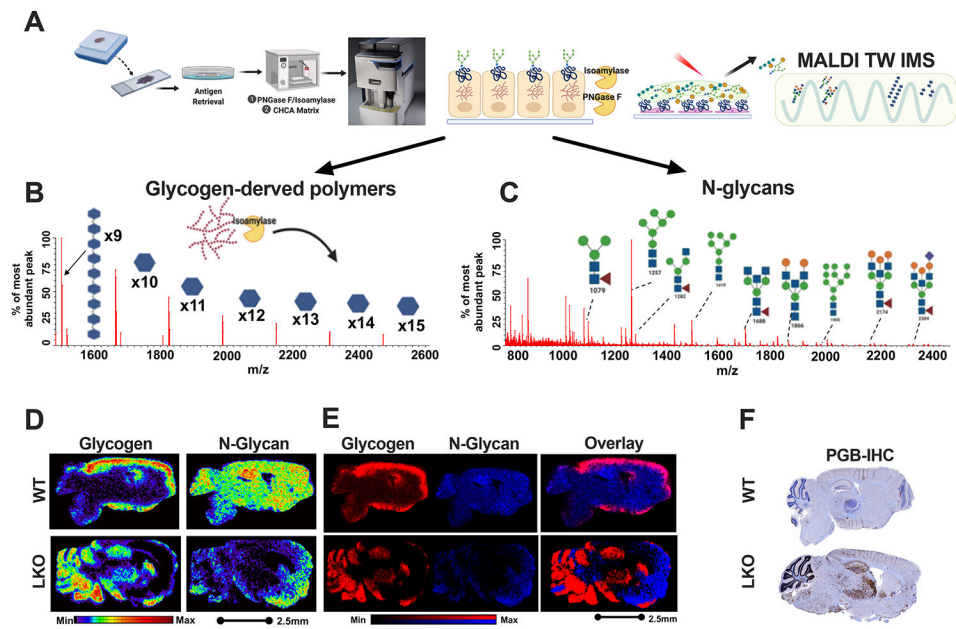 A
Antigen
Retrieval
① PNGase F/Isoamylase
② CHCA Matrix
Isoamylase
PNGase F
MALDI TW IMS
B
Glycogen-derved polymers
Isoamylase
% of most
abundant peak
100
75
50
25
0
x9
x10
x11
x12
x13
x14
x15
1600
1800
2000
2200
2400
2600
m/z
C
N-glycans
% of most
abundant peak
100
75
50
25
0
1079
1257
1282
1419
1688
1866
1905
2174
2304
800
1000
1200
1400
1600
1800
2000
2200
2400
m/z
D
Glycogen
N-Glycan
WT
LKO
Min
Max
2.5mm
E
Glycogen
N-Glycan
Overlay
Min
Max
2.5mm
F
PGB-IHC
WT
LKO